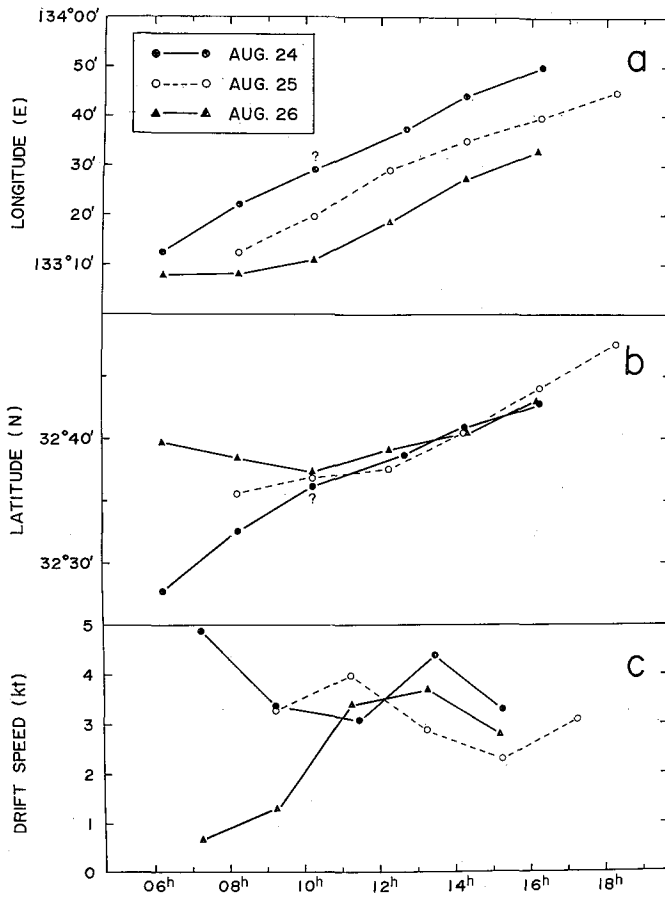 134°00'
50'
40'
30'
20'
133°10'
LONGITUDE (E)
AUG. 24
AUG. 25
AUG. 26
?
a
32°40'
32°30'
LATITUDE (N)
?
b
5
4
3
2
1
0
DRIFT SPEED (kt)
c
06h 08h 10h 12h 14h 16h 18h